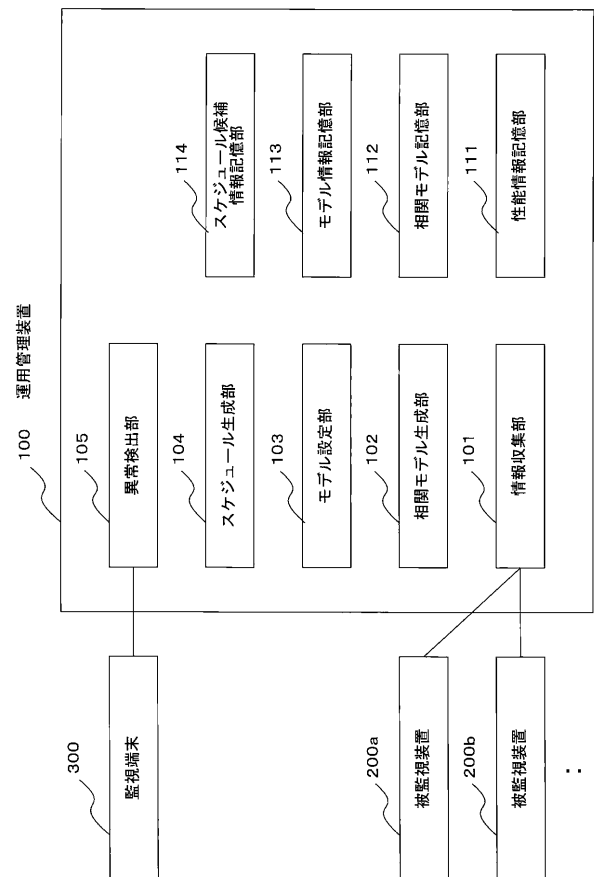 100 運用管理装置
300
監視端末
105
異常検出部
104
スケジュール生成部
114
スケジュール候補
情報記憶部
103
モデル設定部
113
モデル情報記憶部
200a
被監視装置
102
相関モデル生成部
112
相関モデル記憶部
200b
被監視装置
101
情報収集部
111
性能情報記憶部
: